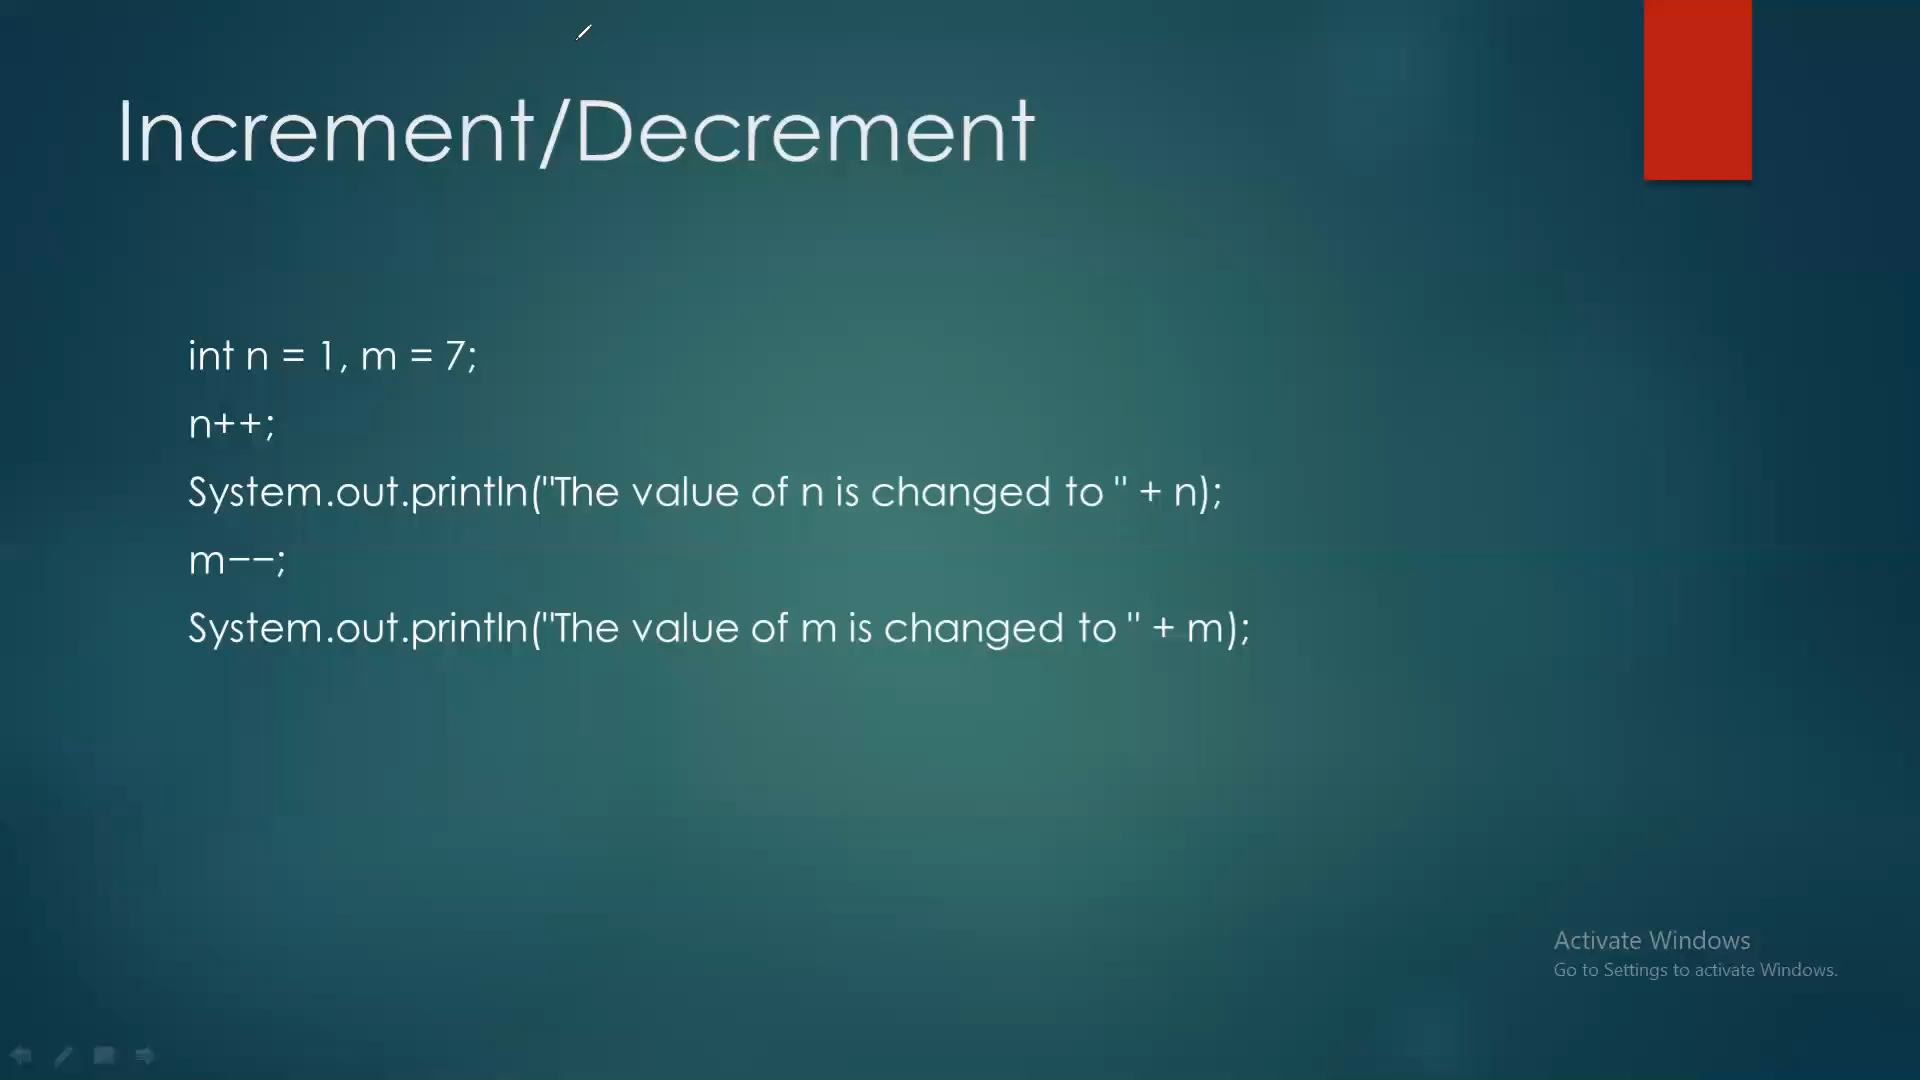 Increment/Decrement
int n = 1, m = 7;
n++;
System.out.println("The value of n is changed to " + n);
m−−;
System.out.println("The value of m is changed to " + m);
Activate Windows
Go to Settings to activate Windows.